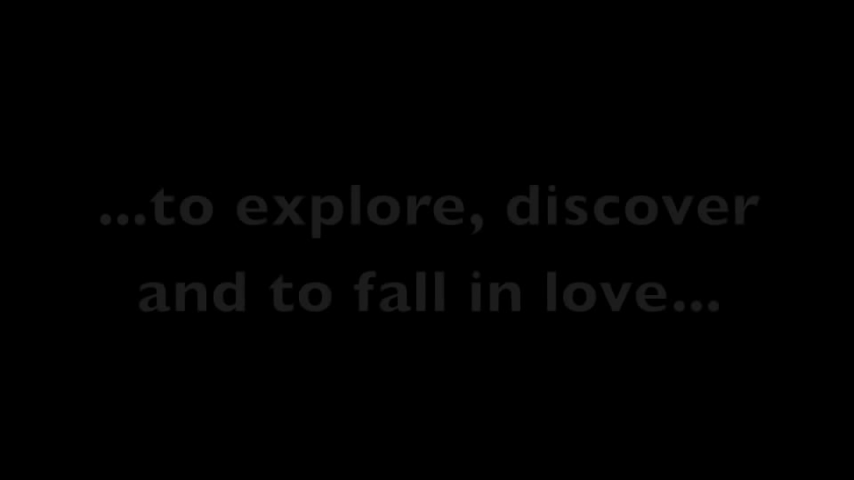 ...to explore, discover
and to fall in love...